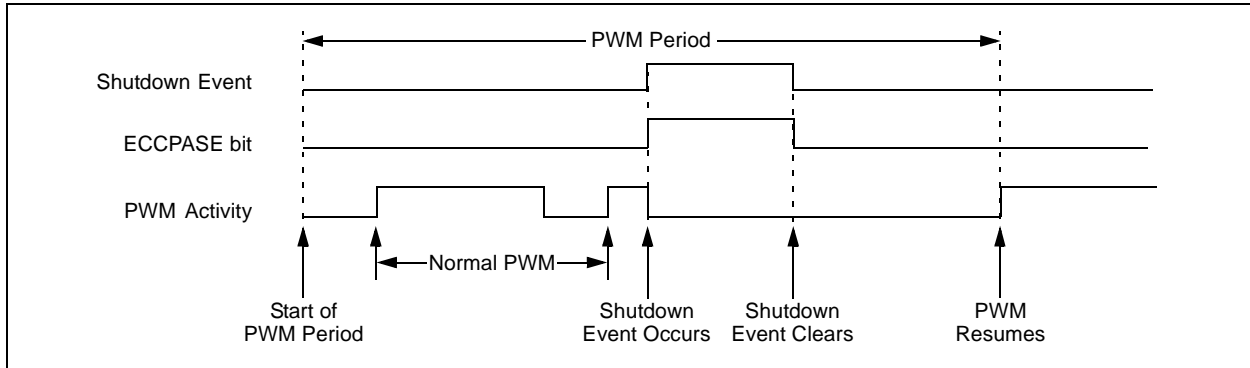 PWM Period
Shutdown Event
ECCPASE bit
PWM Activity
Normal PWM
Start of
PWM Period
Shutdown
Event Occurs
Shutdown
Event Clears
PWM
Resumes